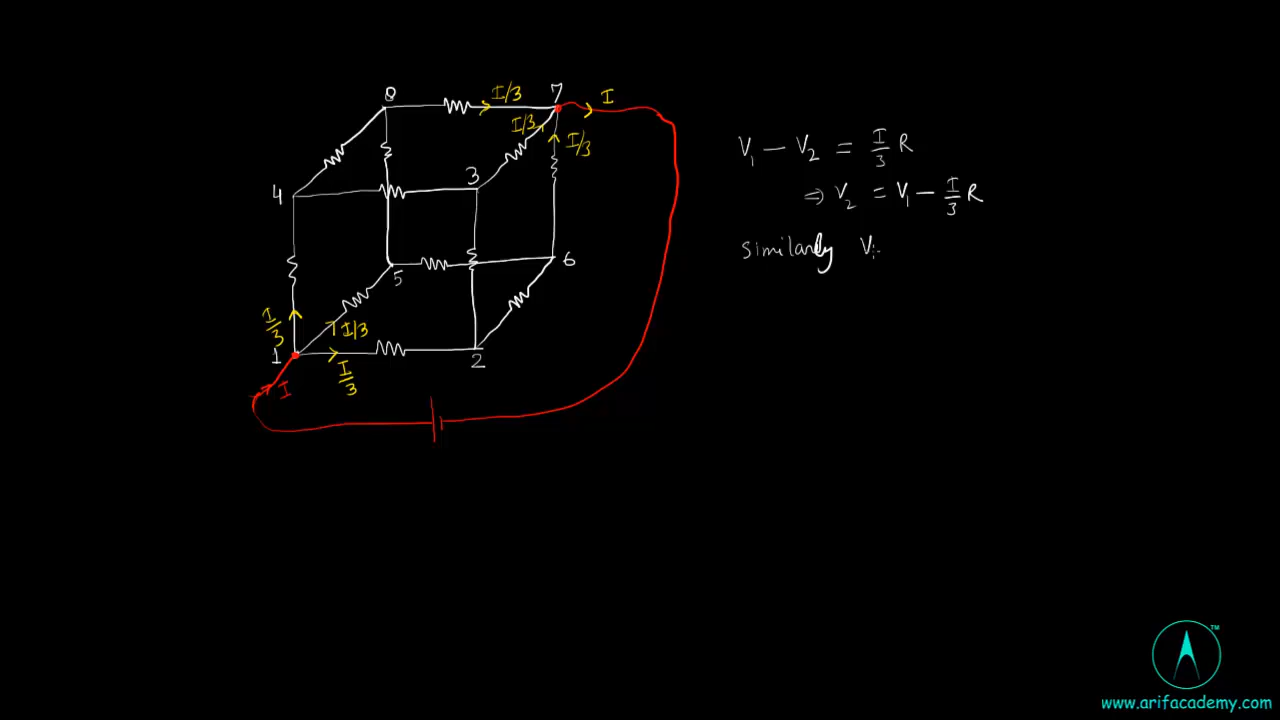 8
7
I/3
I
I/3
I/3
3
4
6
5
I/3
I/3
1
2
I
I/3
V₁ − V₂ = I/3 R
⇒ V₂ = V₁ − I/3 R
Similarly V
TM
www.arifacademy.com